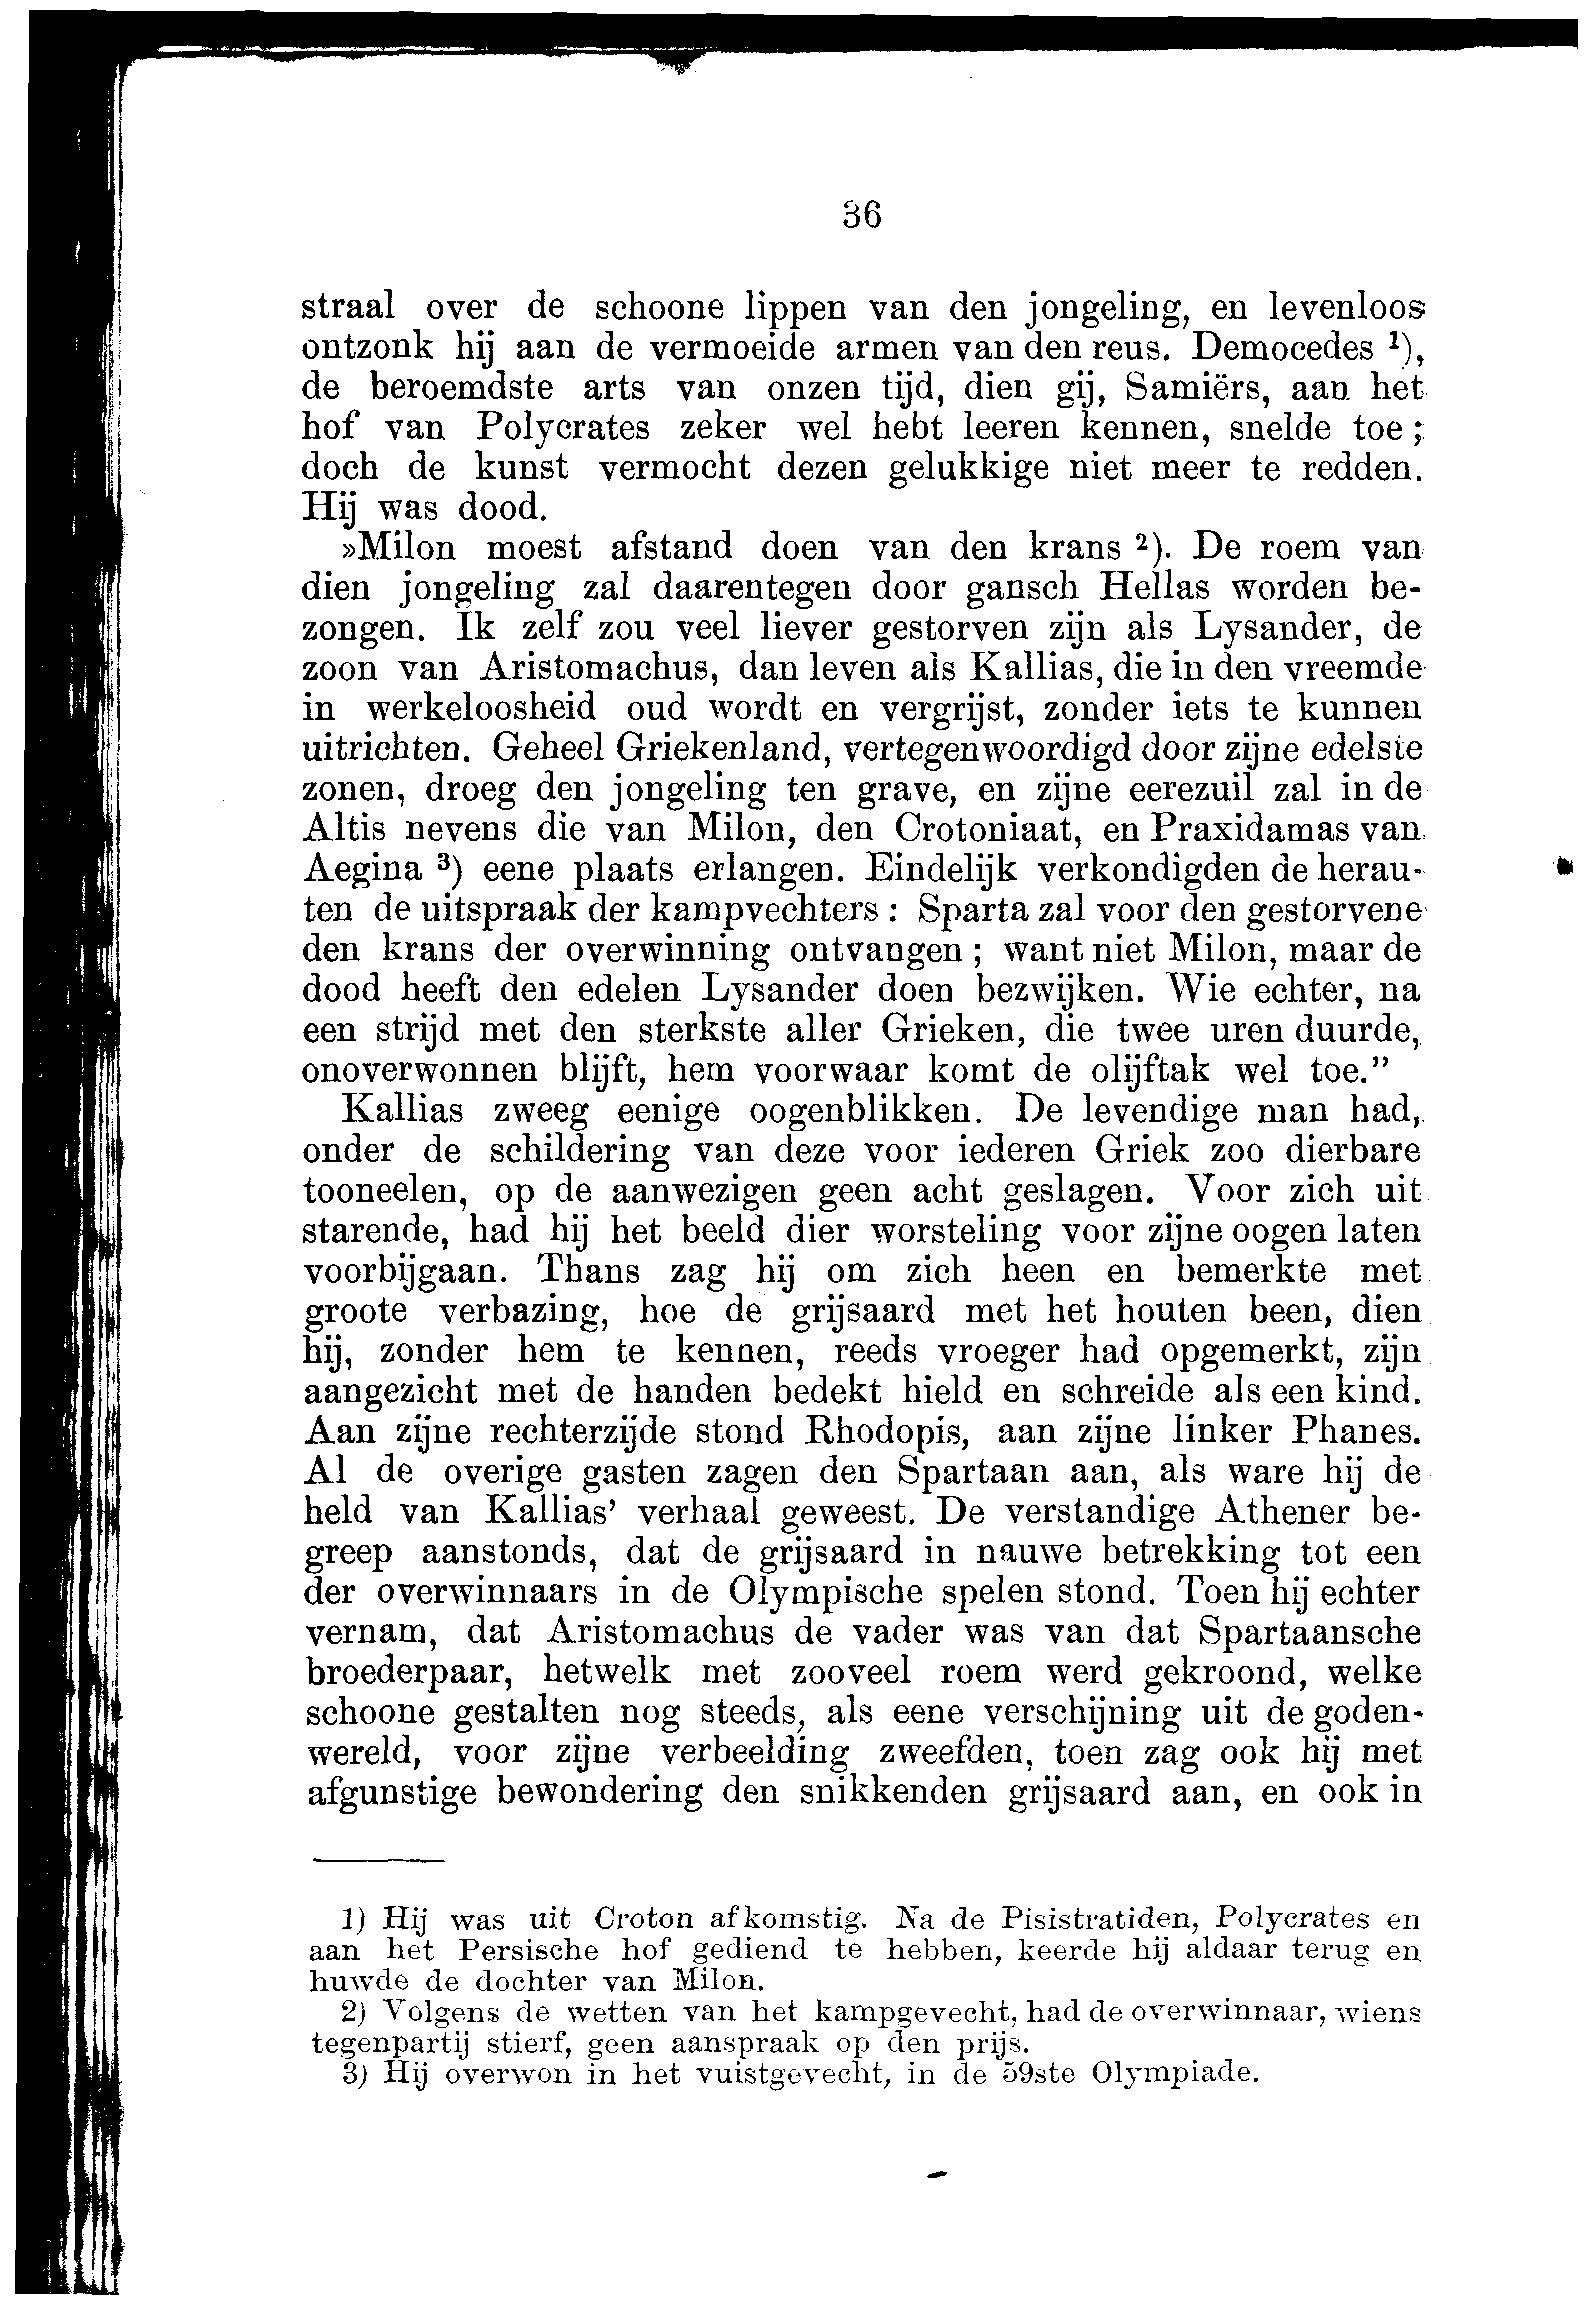 36
straal over de schoone lippen van den jongeling, en levenloos
ontzonk hij aan de vermoeide armen van den reus. Democedes ¹),
de beroemdste arts van onzen tijd, dien gij, Samiërs, aan het
hof van Polycrates zeker wel hebt leeren kennen, snelde toe;
doch de kunst vermocht dezen gelukkige niet meer te redden.
Hij was dood.
»Milon moest afstand doen van den krans ²). De roem van
dien jongeling zal daarentegen door gansch Hellas worden be-
zongen. Ik zelf zou veel liever gestorven zijn als Lysander, de
zoon van Aristomachus, dan leven als Kallias, die in den vreemde
in werkeloosheid oud wordt en vergrijst, zonder iets te kunnen
uitrichten. Geheel Griekenland, vertegenwoordigd door zijne edelste
zonen, droeg den jongeling ten grave, en zijne eerezuil zal in de
Altis nevens die van Milon, den Crotoniaat, en Praxidamas van
Aegina ³) eene plaats erlangen. Eindelijk verkondigden de herau-
ten de uitspraak der kampvechters : Sparta zal voor den gestorvene
den krans der overwinning ontvangen ; want niet Milon, maar de
dood heeft den edelen Lysander doen bezwijken. Wie echter, na
een strijd met den sterkste aller Grieken, die twee uren duurde,
onoverwonnen blijft, hem voorwaar komt de olijftak wel toe."
Kallias zweeg eenige oogenblikken. De levendige man had,
onder de schildering van deze voor iederen Griek zoo dierbare
tooneelen, op de aanwezigen geen acht geslagen. Voor zich uit
starende, had hij het beeld dier worsteling voor zijne oogen laten
voorbijgaan. Thans zag hij om zich heen en bemerkte met
groote verbazing, hoe de grijsaard met het houten been, dien
hij, zonder hem te kennen, reeds vroeger had opgemerkt, zijn
aangezicht met de handen bedekt hield en schreide als een kind.
Aan zijne rechterzijde stond Rhodopis, aan zijne linker Phanes.
Al de overige gasten zagen den Spartaan aan, als ware hij de
held van Kallias' verhaal geweest. De verstandige Athener be-
greep aanstonds, dat de grijsaard in nauwe betrekking tot een
der overwinnaars in de Olympische spelen stond. Toen hij echter
vernam, dat Aristomachus de vader was van dat Spartaansche
broederpaar, hetwelk met zooveel roem werd gekroond, welke
schoone gestalten nog steeds, als eene verschijning uit de goden-
wereld, voor zijne verbeelding zweefden, toen zag ook hij met
afgunstige bewondering den snikkenden grijsaard aan, en ook in
1) Hij was uit Croton afkomstig. Na de Pisistratiden, Polycrates en
aan het Persische hof gediend te hebben, keerde hij aldaar terug en
huwde de dochter van Milon.
2) Volgens de wetten van het kampgevecht, had de overwinnaar, wiens
tegenpartij stierf, geen aanspraak op den prijs.
3) Hij overwon in het vuistgevecht, in de 59ste Olympiade.